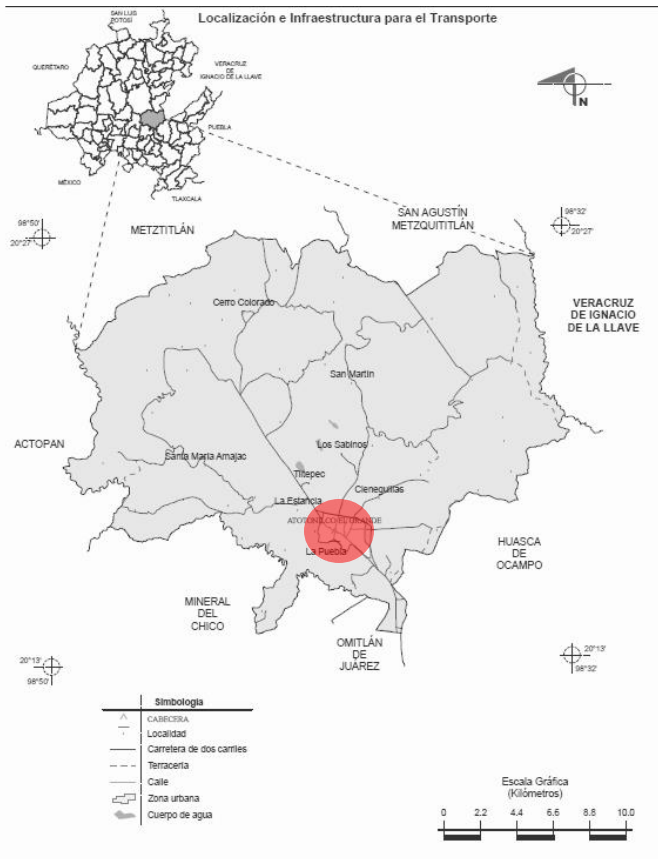 Localización e Infraestructura para el Transporte
SAN LUIS
POTOSÍ
QUERÉTARO
VERACRUZ
DE
IGNACIO DE LA LLAVE
PUEBLA
MÉXICO
TLAXCALA
N
98°50'
20°27'
98°32'
20°27'
METZTITLÁN
SAN AGUSTÍN
METZQUITITLÁN
VERACRUZ
DE IGNACIO
DE LA LLAVE
Cerro Colorado
San Martín
ACTOPAN
Los Sabinos
Santa María Amajac
Tiltepec
Cieneguillas
La Estancia
ATOTONILCO EL GRANDE
La Puebla
HUASCA
DE
OCAMPO
MINERAL
DEL
CHICO
OMITLÁN
DE
JUÁREZ
20°13'
98°50'
20°13'
98°32'
Simbología
CABECERA
Localidad
Carretera de dos carriles
Terracería
Calle
Zona urbana
Cuerpo de agua
Escala Gráfica
(Kilómetros)
0 2.2 4.4 6.6 8.8 10.0